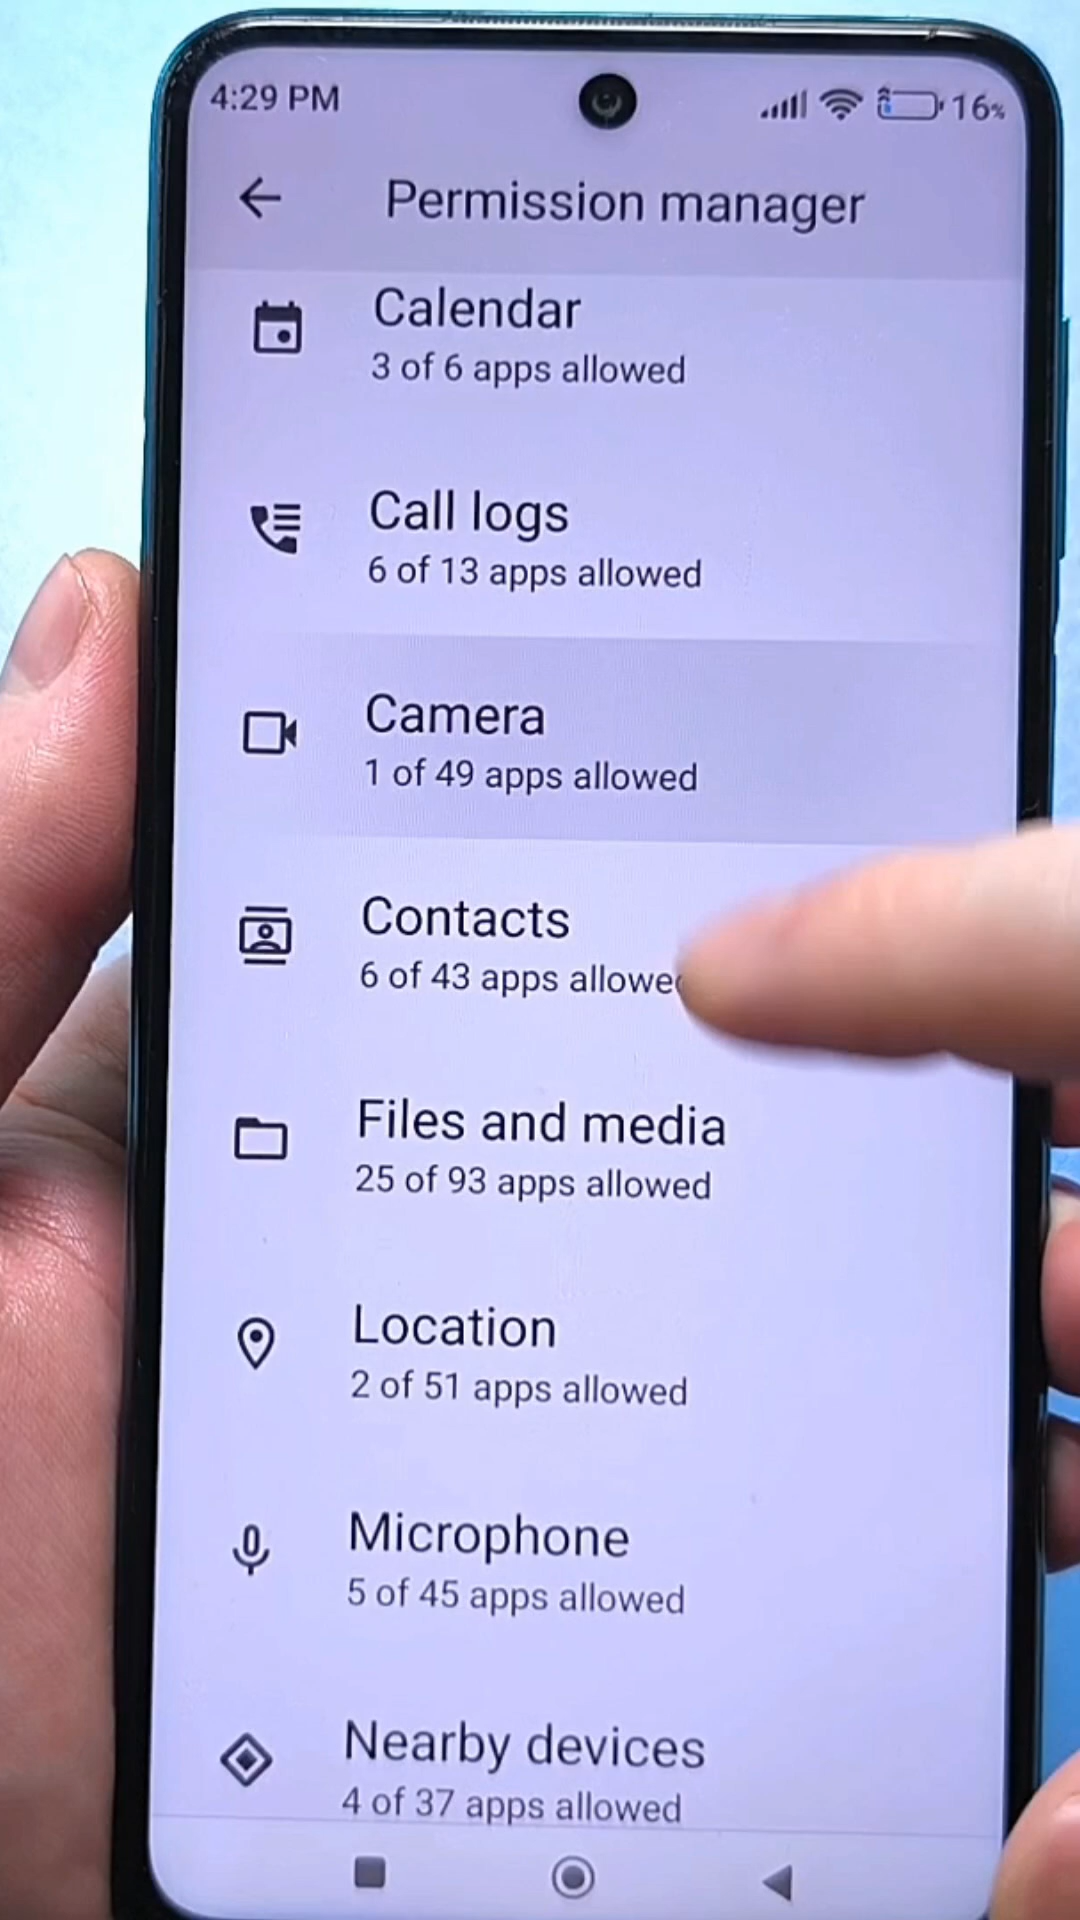 4:29 PM
16%
Permission manager
Calendar
3 of 6 apps allowed
Call logs
6 of 13 apps allowed
Camera
1 of 49 apps allowed
Contacts
6 of 43 apps allowe
Files and media
25 of 93 apps allowed
Location
2 of 51 apps allowed
Microphone
5 of 45 apps allowed
Nearby devices
4 of 37 apps allowed